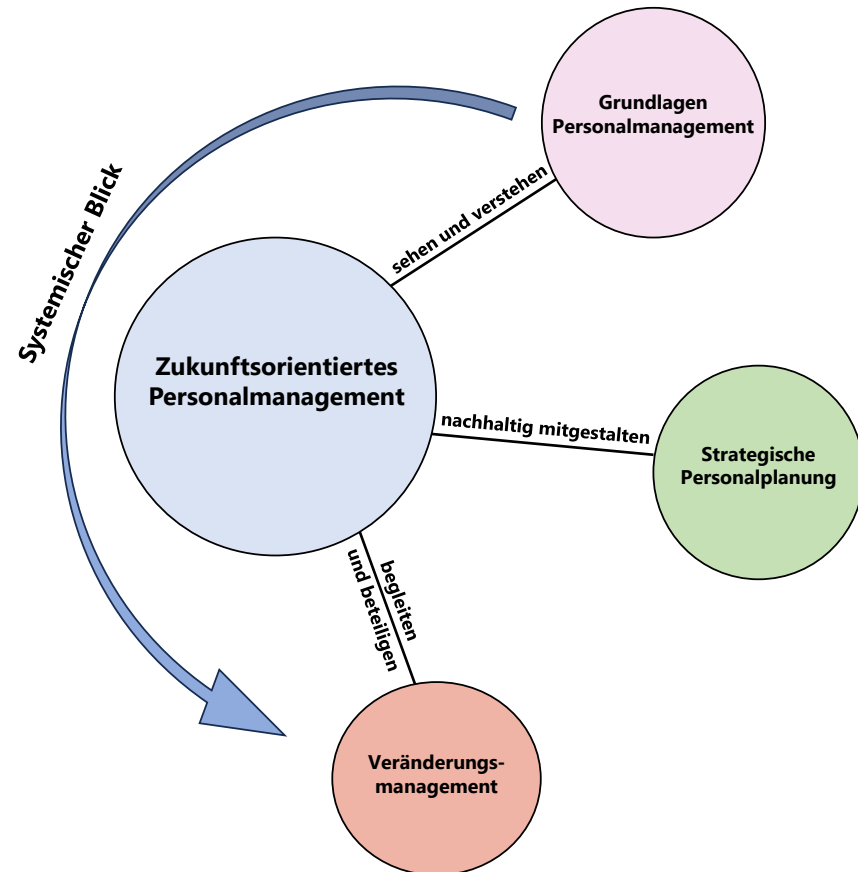 Grundlagen
Personalmanagement
sehen und verstehen
Systemischer Blick
Zukunftsorientiertes
Personalmanagement
nachhaltig mitgestalten
Strategische
Personalplanung
begleiten
und beteiligen
Veränderungs-
management